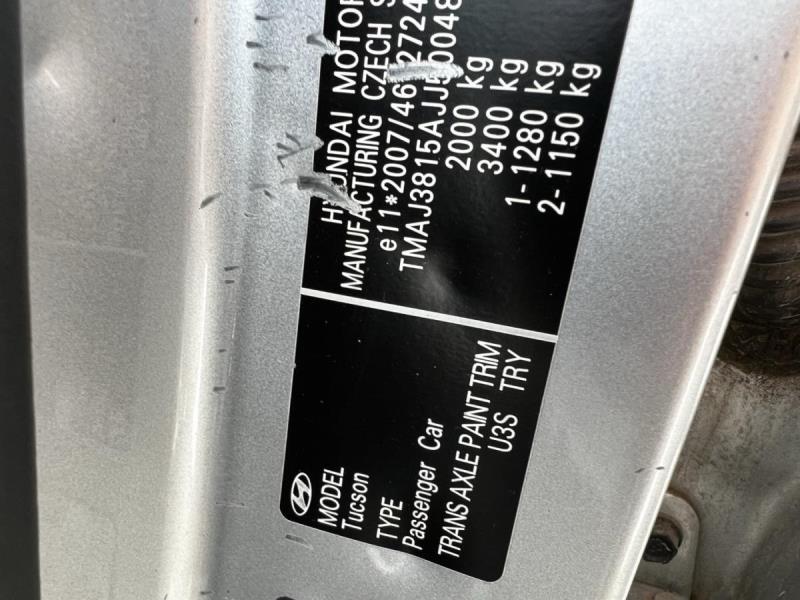 HYUNDAI MOTOR
MANUFACTURING CZECH
e11*2007/46*2724
TMAJ3815AJJ
2000 kg
3400 kg
1-1280 kg
2-1150 kg
MODEL
Tucson
TYPE
Passenger Car
TRANS AXLE PAINT TRIM
U3S TRY